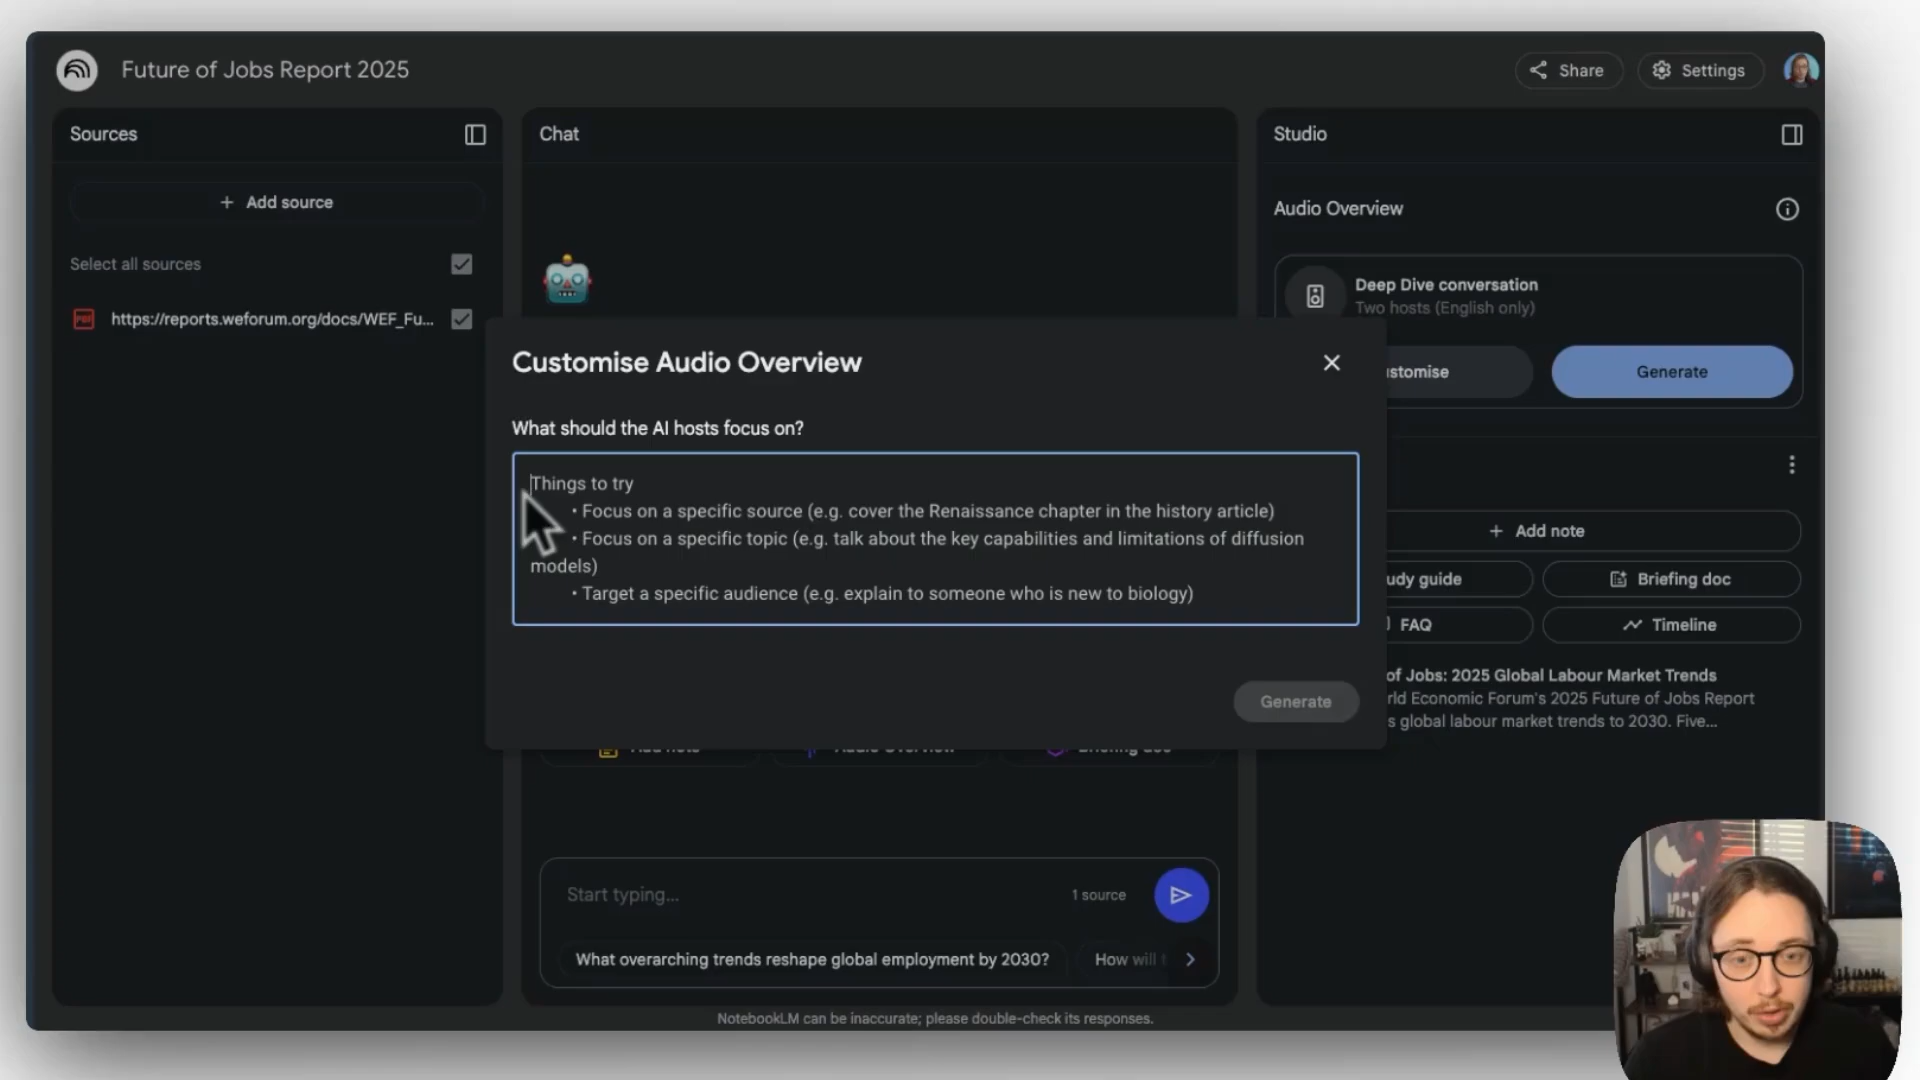 Future of Jobs Report 2025
Share
Settings
Sources
Add source
Select all sources
https://reports.weforum.org/docs/WEF_Fu...
Chat
Studio
Audio Overview
Deep Dive conversation
Two hosts (English only)
Generate
Customise Audio Overview
What should the AI hosts focus on?
Things to try
• Focus on a specific source (e.g. cover the Renaissance chapter in the history article)
• Focus on a specific topic (e.g. talk about the key capabilities and limitations of diffusion
models)
• Target a specific audience (e.g. explain to someone who is new to biology)
Generate
Add note
guide
Briefing doc
FAQ
Timeline
of Jobs: 2025 Global Labour Market Trends
Economic Forum's 2025 Future of Jobs Report
global labour market trends to 2030. Five...
Start typing...
1 source
What overarching trends reshape global employment by 2030?
How will
NotebookLM can be inaccurate; please double-check its responses.